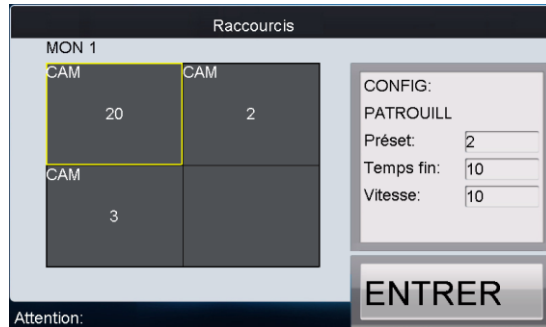 Raccourcis
MON 1
CAM
20
CAM
2
CAM
3
CONFIG:
PATROUILL
Préset: 2
Temps fin: 10
Vitesse: 10
ENTRER
Attention: